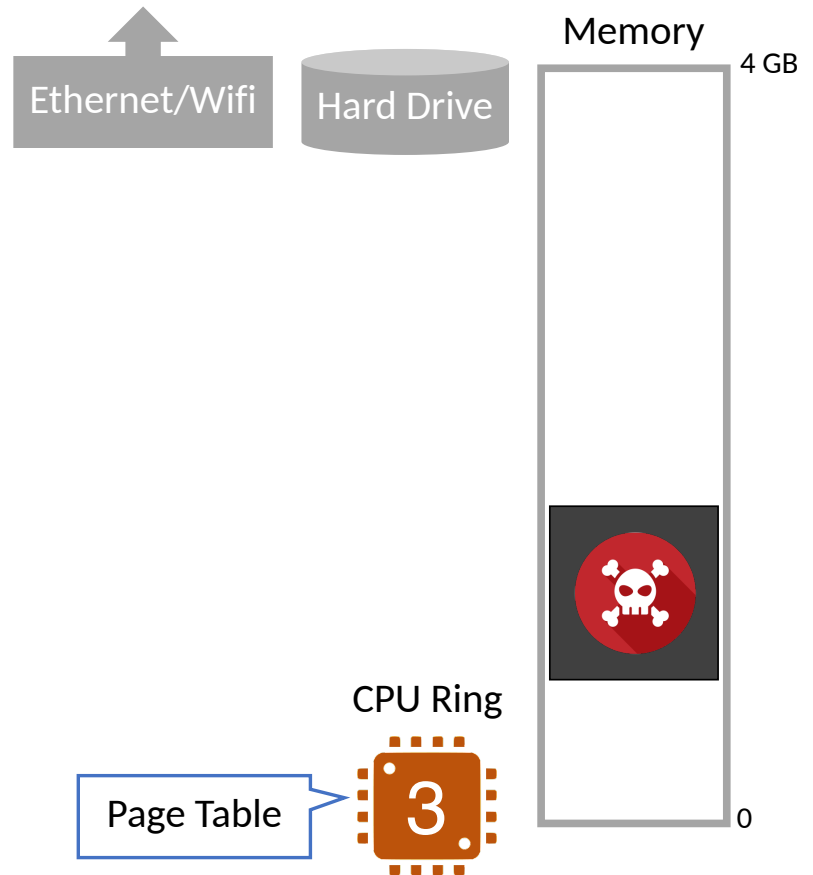 Memory
4 GB
Ethernet/Wifi
Hard Drive
CPU Ring
Page Table
3
0